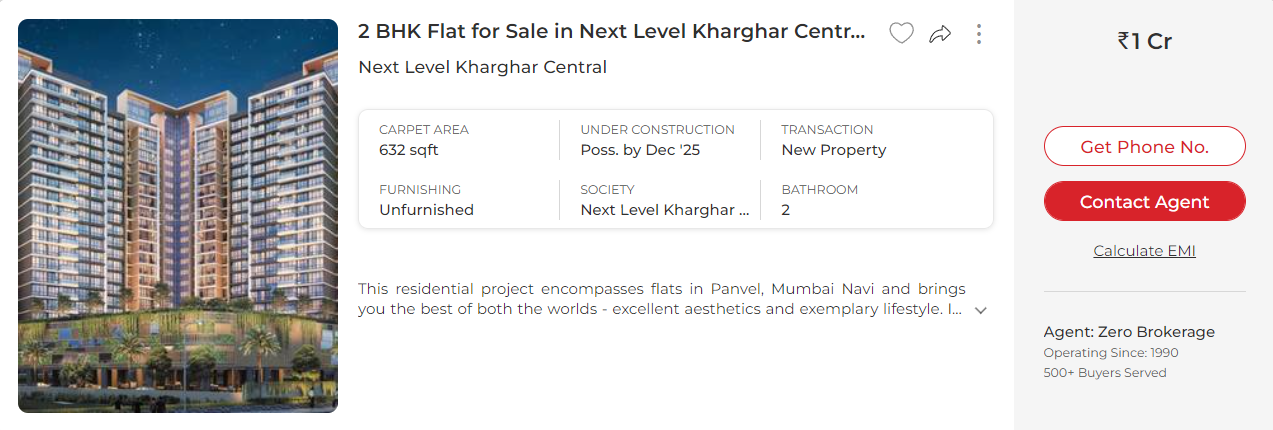 2 BHK Flat for Sale in Next Level Kharghar Centr...
Next Level Kharghar Central
CARPET AREA
632 sqft
UNDER CONSTRUCTION
Poss. by Dec '25
TRANSACTION
New Property
FURNISHING
Unfurnished
SOCIETY
Next Level Kharghar ...
BATHROOM
2
This residential project encompasses flats in Panvel, Mumbai Navi and brings
you the best of both the worlds - excellent aesthetics and exemplary lifestyle. I...
₹1 Cr
Get Phone No.
Contact Agent
Calculate EMI
Agent: Zero Brokerage
Operating Since: 1990
500+ Buyers Served